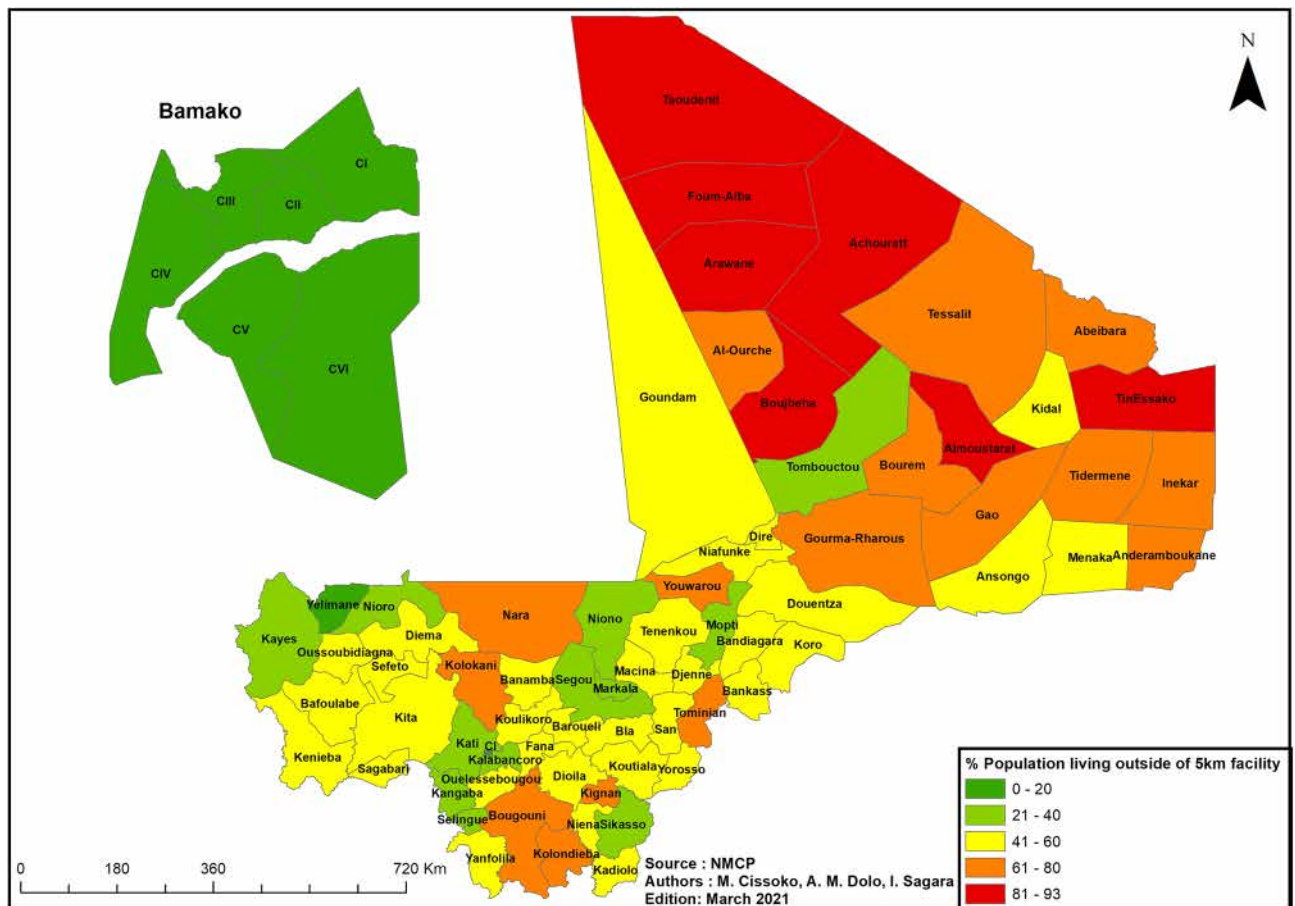 N
Bamako
CI
CIII
CII
CIV
CV
CVI
Taoudenit
Foum-Alba
Achouratt
Arawane
Tessalit
Abeibara
Al-Ourche
Goundam
Boujbeha
Kidal
TinEssako
Almoustarat
Tombouctou
Bourem
Tidermene
Inekar
Gao
Gourma-Rharous
Dire
Niafunke
Menaka
Anderamboukane
Ansongo
Youwarou
Douentza
Yelimane
Nioro
Nara
Niono
Mopti
Kayes
Diema
Tenenkou
Bandiagara
Koro
Oussoubidiagna
Sefeto
Kolokani
Banamba
Segou
Macina
Djenne
Markala
Bankass
Bafoulabe
Kita
Koulikoro
Baroueli
Bla
San
Tominian
Kati
CI
Fana
Kenieba
Sagabari
Kalabancoro
Dioila
Koutiala
Yorosso
Ouelessebougou
Kangaba
Kignan
Selingue
Bougouni
Niena
Sikasso
Yanfolila
Kolondieba
Kadiolo
0 180 360 720 Km
Source : NMCP
Authors : M. Cissoko, A. M. Dolo, I. Sagara
Edition: March 2021
% Population living outside of 5km facility
0 - 20
21 - 40
41 - 60
61 - 80
81 - 93